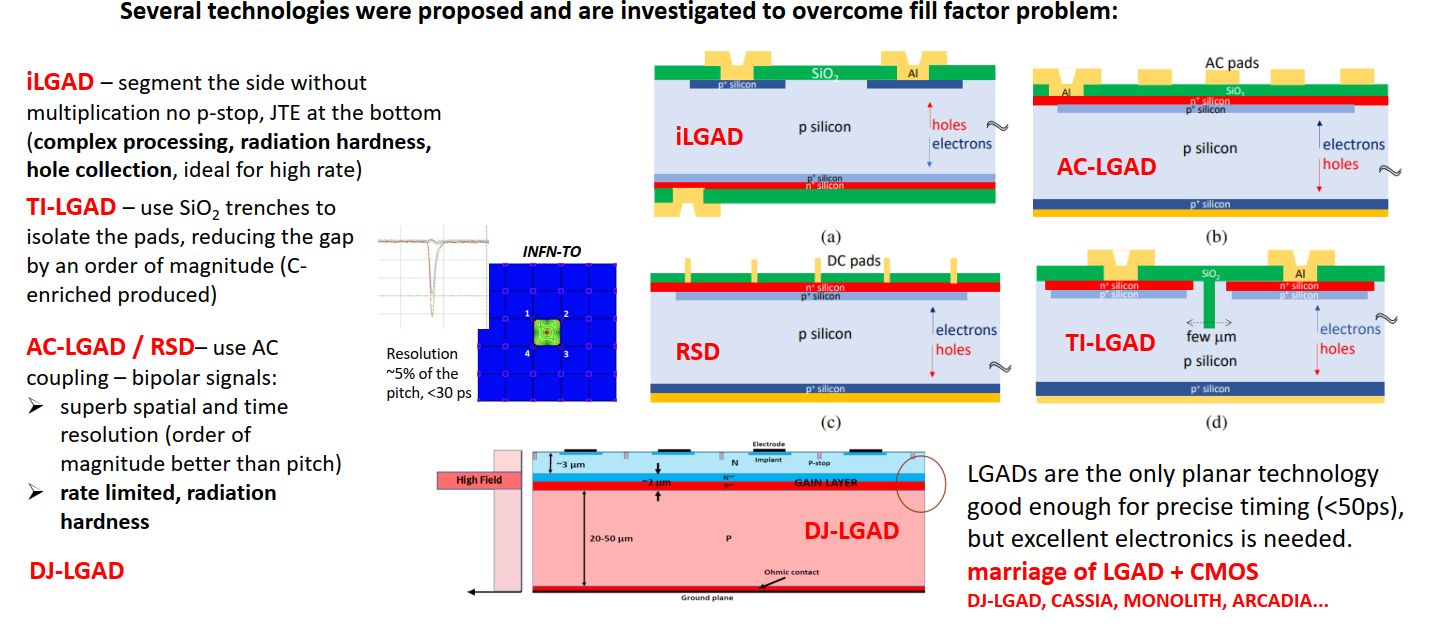 Several technologies were proposed and are investigated to overcome fill factor problem:
iLGAD – segment the side without
multiplication no p-stop, JTE at the bottom
(complex processing, radiation hardness,
hole collection, ideal for high rate)
TI-LGAD – use SiO₂ trenches to
isolate the pads, reducing the gap
by an order of magnitude (C-
enriched produced)
AC-LGAD / RSD– use AC
coupling – bipolar signals:
➢ superb spatial and time
resolution (order of
magnitude better than pitch)
➢ rate limited, radiation
hardness
DJ-LGAD
INFN-TO
1
2
4
3
Resolution
~5% of the
pitch, <30 ps
SiO₂
Al
p⁺ silicon
p silicon
iLGAD
holes
electrons
p⁺ silicon
n⁺ silicon
(a)
AC pads
Al
SiO₂
n⁺ silicon
p⁺ silicon
p silicon
AC-LGAD
electrons
holes
p⁺ silicon
(b)
DC pads
n⁺ silicon
p⁺ silicon
p silicon
RSD
electrons
holes
p⁺ silicon
(c)
SiO₂
Al
n⁺ silicon
n⁺ silicon
p⁺ silicon
p⁺ silicon
few µm
TI-LGAD
p silicon
electrons
holes
p⁺ silicon
(d)
High Field
Electrode
Implant
P-stop
~3 µm
N
N⁺⁺
~2 µm
P⁺⁺
GAIN LAYER
DJ-LGAD
20-50 µm
P
Ohmic contact
Ground plane
LGADs are the only planar technology
good enough for precise timing (<50ps),
but excellent electronics is needed.
marriage of LGAD + CMOS
DJ-LGAD, CASSIA, MONOLITH, ARCADIA...